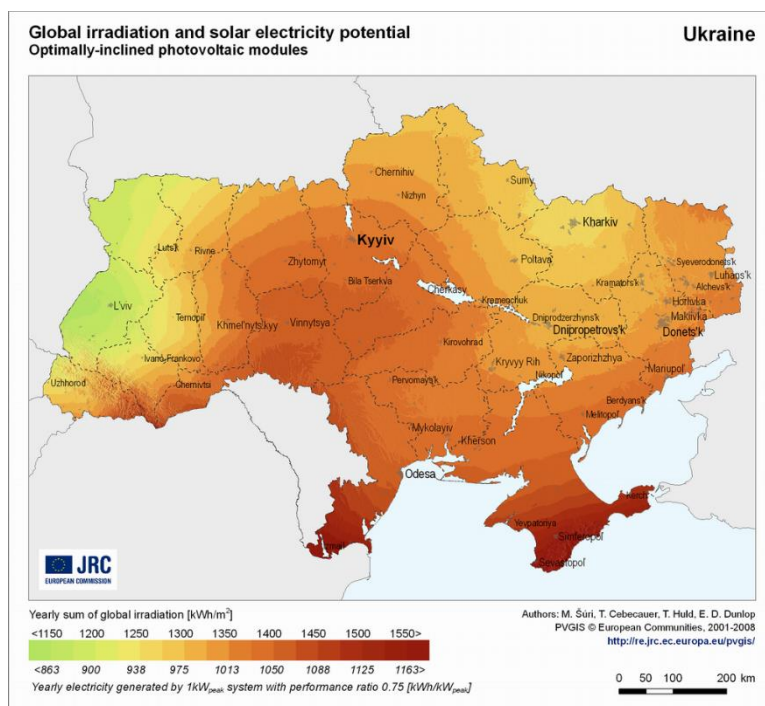 Global irradiation and solar electricity potential
Optimally-inclined photovoltaic modules
Ukraine
Chernihiv
Nizhyn
Sumy
Kharkiv
Luts'k
Rivne
Kyyiv
Zhytomyr
Bila Tserkva
Poltava
Cherkasy
Syeverodonets'k
Luhans'k
Kramators'k
Alchevs'k
L'viv
Ternopil'
Khmel'nyts'kyy
Vinnytsya
Kremenchuk
Horlivka
Makiivka
Dniprodzerzhyns'k
Dnipropetrovs'k
Donets'k
Kirovohrad
Ivano-Frankovs'k
Uzhhorod
Chernivtsi
Kryvyy Rih
Zaporizhzhya
Nikopol'
Mariupol'
Pervomays'k
Berdyans'k
Melitopol'
Mykolayiv
Kherson
Odesa
Kerch
Yevpatoriya
Simferopol'
Izmail
Sevastopol'
JRC
EUROPEAN COMMISSION
Yearly sum of global irradiation [kWh/m²]
<1150 1200 1250 1300 1350 1400 1450 1500 1550>
<863 900 938 975 1013 1050 1088 1125 1163>
Yearly electricity generated by 1kWpeak system with performance ratio 0.75 [kWh/kWpeak]
Authors: M. Šúri, T. Cebecauer, T. Huld, E. D. Dunlop
PVGIS © European Communities, 2001-2008
http://re.jrc.ec.europa.eu/pvgis/
0 50 100 200 km